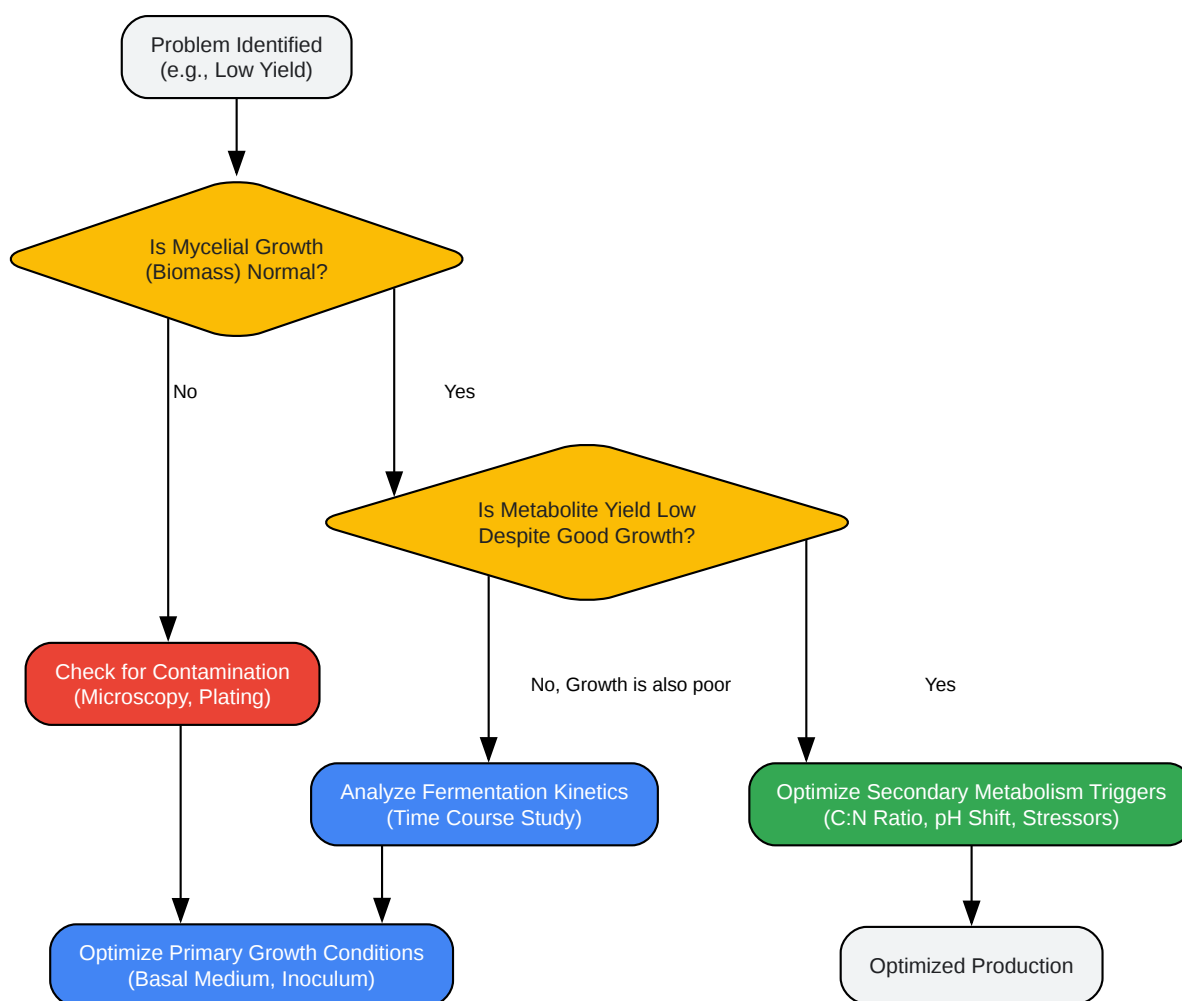 Problem Identified
(e.g., Low Yield)
Is Mycelial Growth
(Biomass) Normal?
No
Yes
Is Metabolite Yield Low
Despite Good Growth?
Check for Contamination
(Microscopy, Plating)
No, Growth is also poor
Yes
Analyze Fermentation Kinetics
(Time Course Study)
Optimize Secondary Metabolism Triggers
(C:N Ratio, pH Shift, Stressors)
Optimize Primary Growth Conditions
(Basal Medium, Inoculum)
Optimized Production